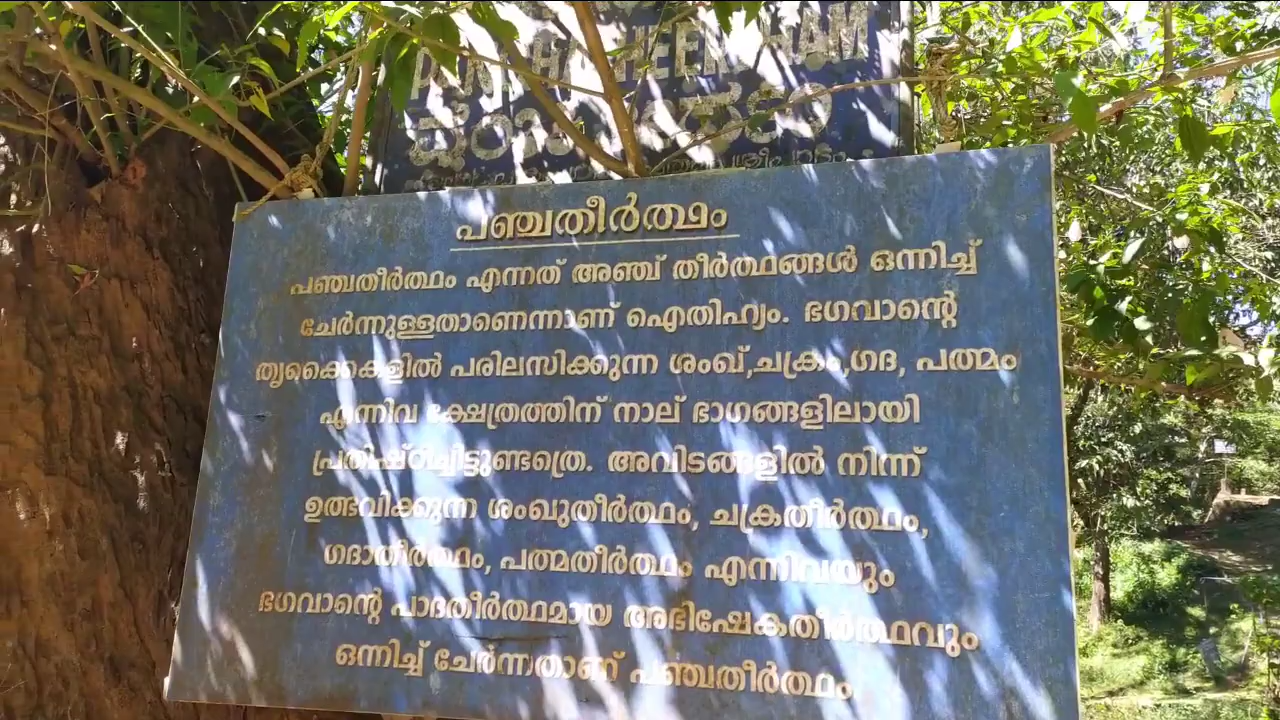 പഞ്ചതീർത്ഥം
പഞ്ചതീർത്ഥം എന്നത് അഞ്ച് തീർത്ഥങ്ങൾ ഒന്നിച്ച്
ചേർന്നുള്ളതാണെന്നാണ് ഐതിഹ്യം. ഭഗവാന്റെ
തൃക്കൈകളിൽ പരിലസിക്കുന്ന ശംഖ്,ചക്രം,ഗദ, പത്മം
എന്നിവ ക്ഷേത്രത്തിന് നാല് ഭാഗങ്ങളിലായി
പ്രതിഷ്ഠിച്ചിട്ടുണ്ടത്രെ. അവിടങ്ങളിൽ നിന്ന്
ഉത്ഭവിക്കുന്ന ശംഖുതീർത്ഥം, ചക്രതീർത്ഥം,
ഗദാതീർത്ഥം, പത്മതീർത്ഥം എന്നിവയും
ഭഗവാന്റെ പാദതീർത്ഥമായ അഭിഷേകതീർത്ഥവും
ഒന്നിച്ച് ചേർന്നതാണ് പഞ്ചതീർത്ഥം.